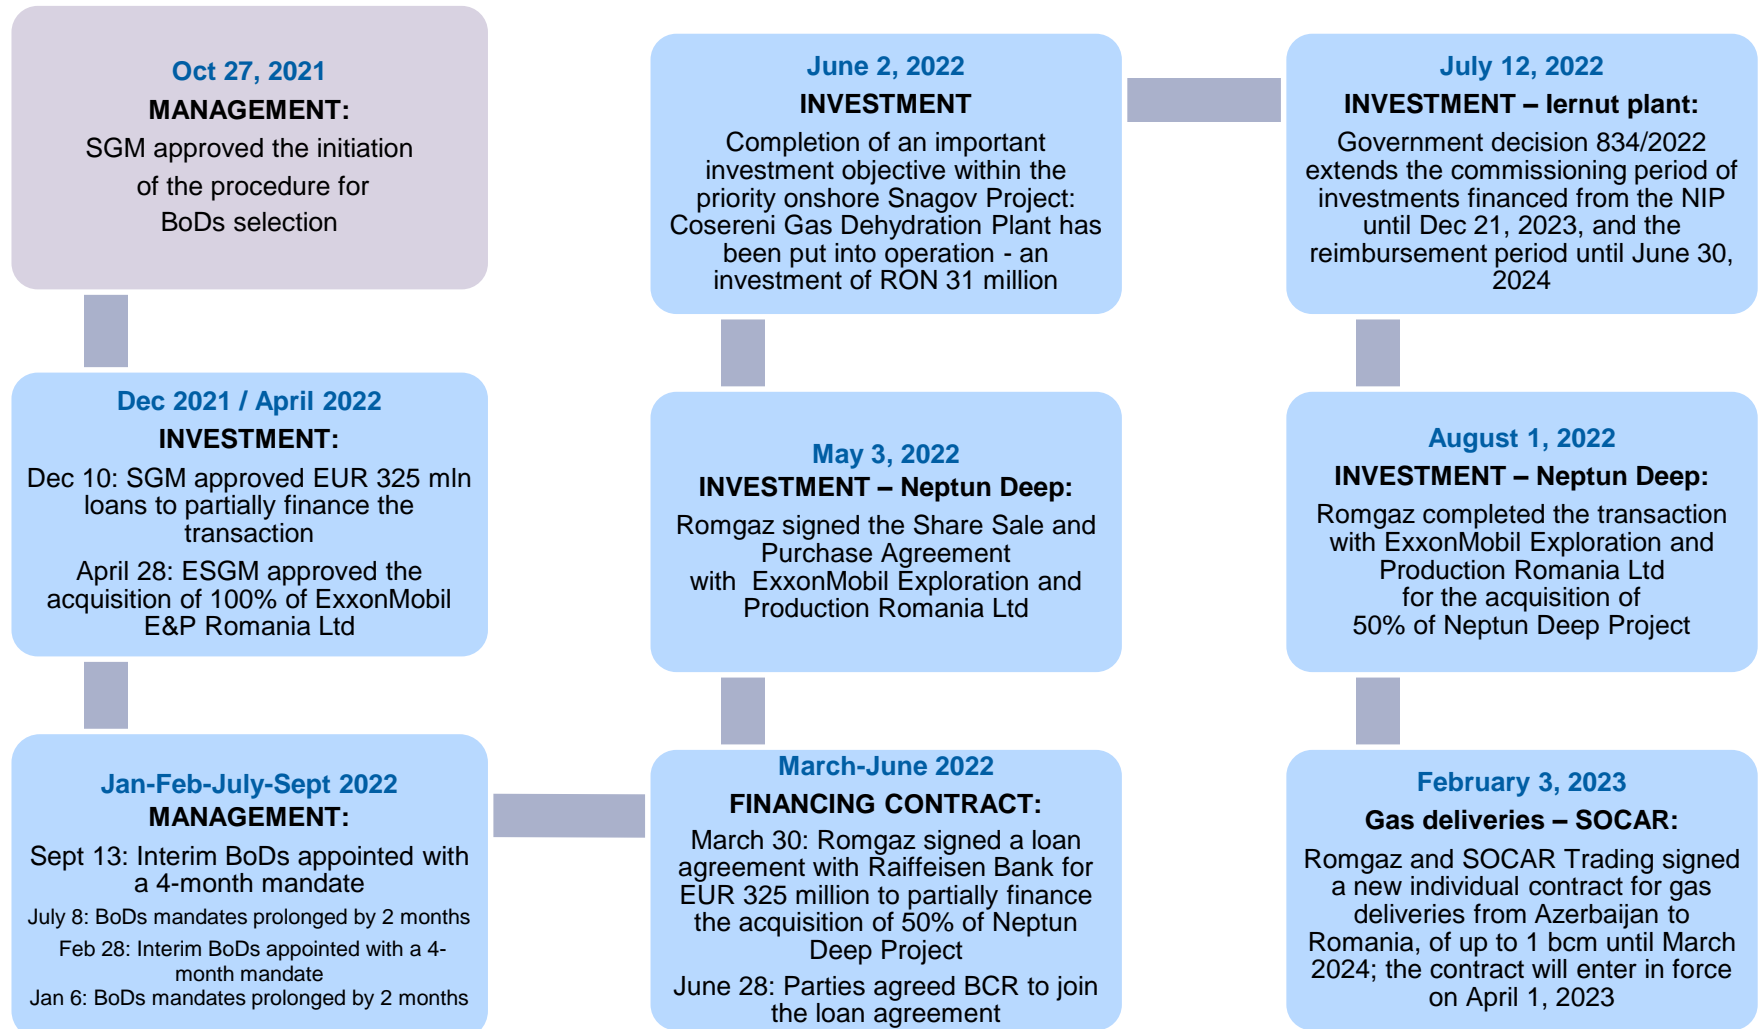 Oct 27, 2021
MANAGEMENT:
SGM approved the initiation
of the procedure for
BoDs selection
Dec 2021 / April 2022
INVESTMENT:
Dec 10: SGM approved EUR 325 mln
loans to partially finance the
transaction
April 28: ESGM approved the
acquisition of 100% of ExxonMobil
E&P Romania Ltd
Jan-Feb-July-Sept 2022
MANAGEMENT:
Sept 13: Interim BoDs appointed with
a 4-month mandate
July 8: BoDs mandates prolonged by 2 months
Feb 28: Interim BoDs appointed with a 4-
month mandate
Jan 6: BoDs mandates prolonged by 2 months
March-June 2022
FINANCING CONTRACT:
March 30: Romgaz signed a loan
agreement with Raiffeisen Bank for
EUR 325 million to partially finance
the acquisition of 50% of Neptun
Deep Project
June 28: Parties agreed BCR to join
the loan agreement
May 3, 2022
INVESTMENT – Neptun Deep:
Romgaz signed the Share Sale and
Purchase Agreement
with ExxonMobil Exploration and
Production Romania Ltd
June 2, 2022
INVESTMENT
Completion of an important
investment objective within the
priority onshore Snagov Project:
Cosereni Gas Dehydration Plant has
been put into operation - an
investment of RON 31 million
July 12, 2022
INVESTMENT – Iernut plant:
Government decision 834/2022
extends the commissioning period of
investments financed from the NIP
until Dec 21, 2023, and the
reimbursement period until June 30,
2024
August 1, 2022
INVESTMENT – Neptun Deep:
Romgaz completed the transaction
with ExxonMobil Exploration and
Production Romania Ltd
for the acquisition of
50% of Neptun Deep Project
February 3, 2023
Gas deliveries – SOCAR:
Romgaz and SOCAR Trading signed
a new individual contract for gas
deliveries from Azerbaijan to
Romania, of up to 1 bcm until March
2024; the contract will enter in force
on April 1, 2023